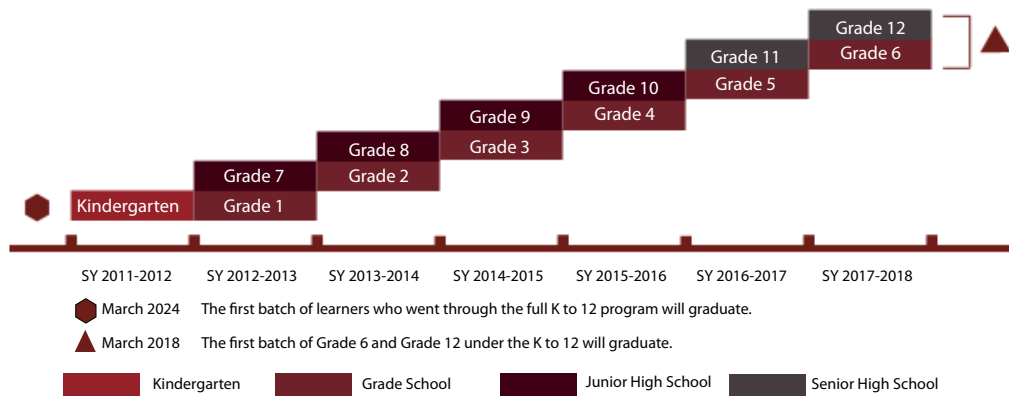 Grade 12
Grade 11 Grade 6
Grade 10 Grade 5
Grade 9 Grade 4
Grade 8 Grade 3
Grade 7 Grade 2
Kindergarten Grade 1
SY 2011-2012 SY 2012-2013 SY 2013-2014 SY 2014-2015 SY 2015-2016 SY 2016-2017 SY 2017-2018
March 2024 The first batch of learners who went through the full K to 12 program will graduate.
March 2018 The first batch of Grade 6 and Grade 12 under the K to 12 will graduate.
Kindergarten Grade School Junior High School Senior High School